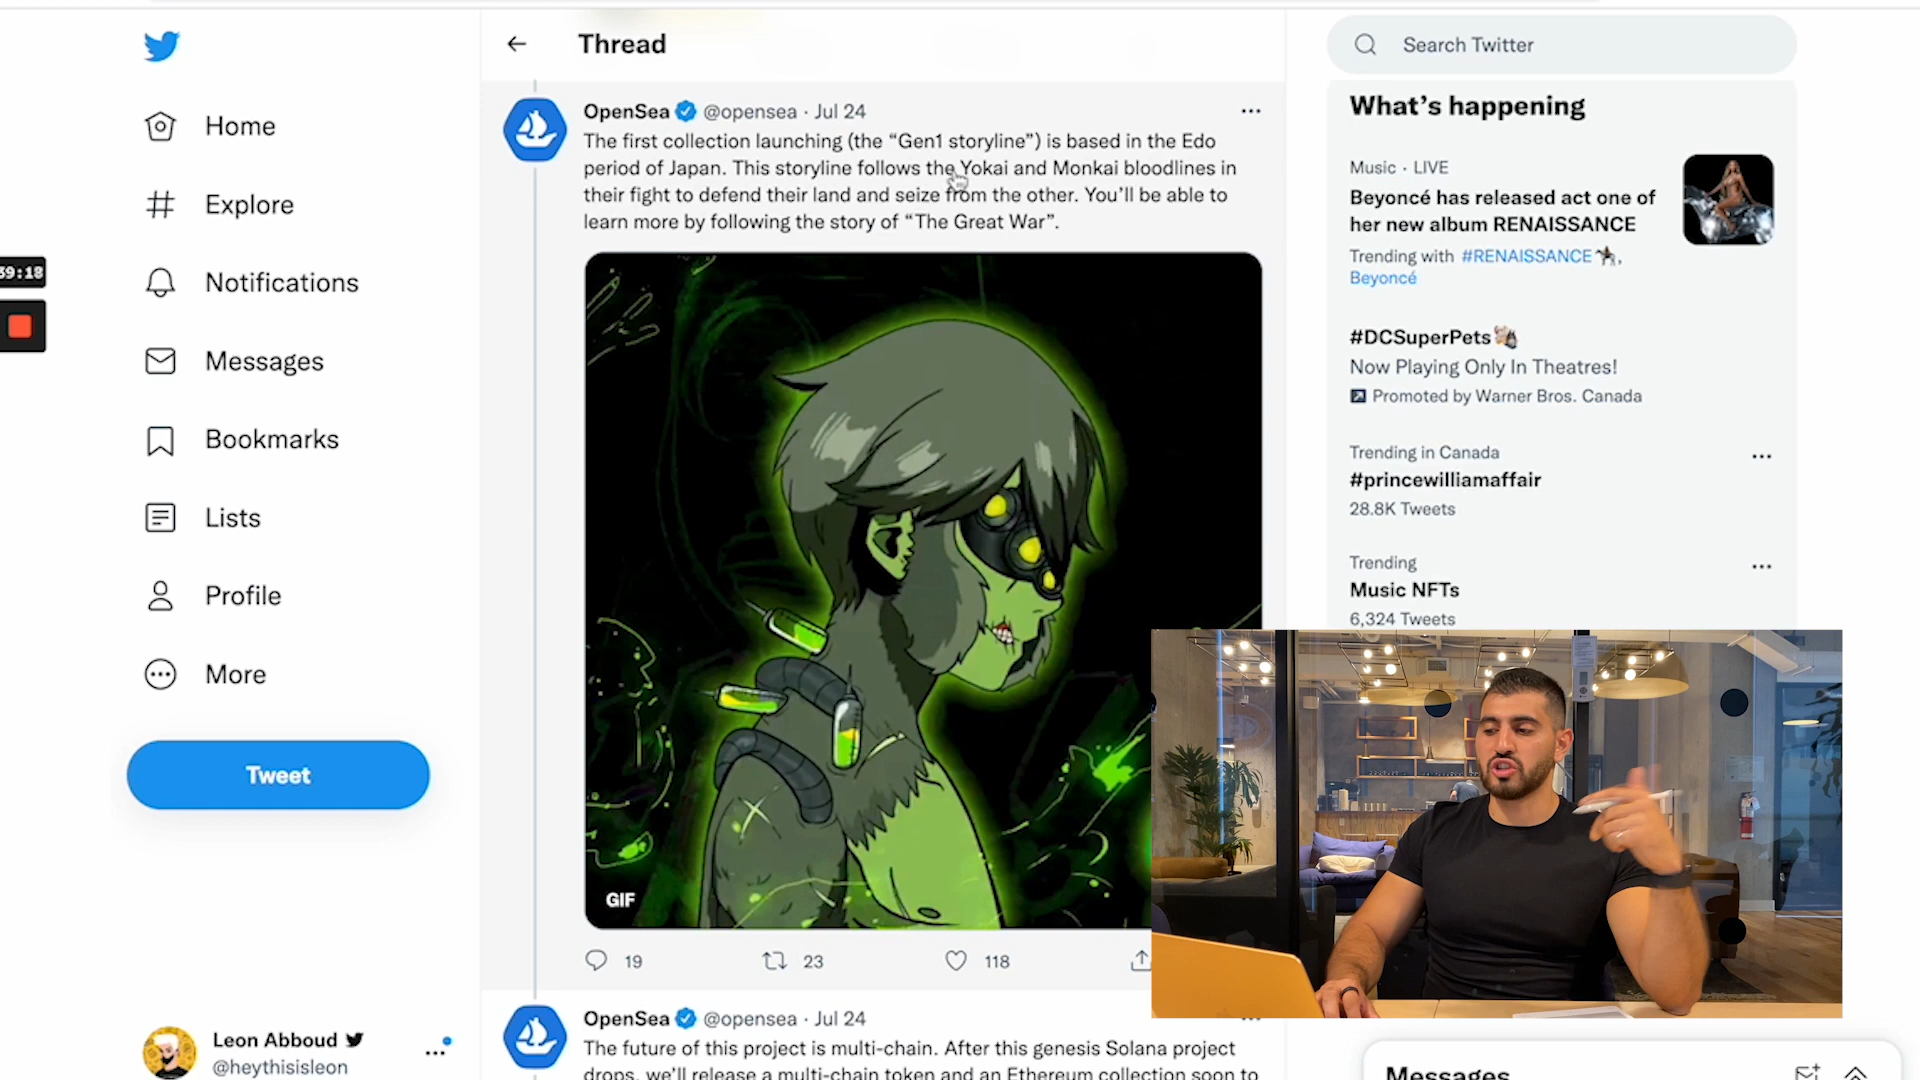 Thread
Search Twitter
Home
Explore
Notifications
Messages
Bookmarks
Lists
Profile
More
Tweet
Leon Abboud
@heythisisleon
39:18
OpenSea @opensea · Jul 24
The first collection launching (the “Gen1 storyline”) is based in the Edo
period of Japan. This storyline follows the Yokai and Monkai bloodlines in
their fight to defend their land and seize from the other. You’ll be able to
learn more by following the story of “The Great War”.
GIF
19 23 118
OpenSea @opensea · Jul 24
The future of this project is multi-chain. After this genesis Solana project
drops, we’ll release a multi-chain token and an Ethereum collection soon to
What’s happening
Music · LIVE
Beyoncé has released act one of
her new album RENAISSANCE
Trending with #RENAISSANCE,
Beyoncé
#DCSuperPets
Now Playing Only In Theatres!
Promoted by Warner Bros. Canada
Trending in Canada
#princewilliamaffair
28.8K Tweets
Trending
Music NFTs
6,324 Tweets
Messages